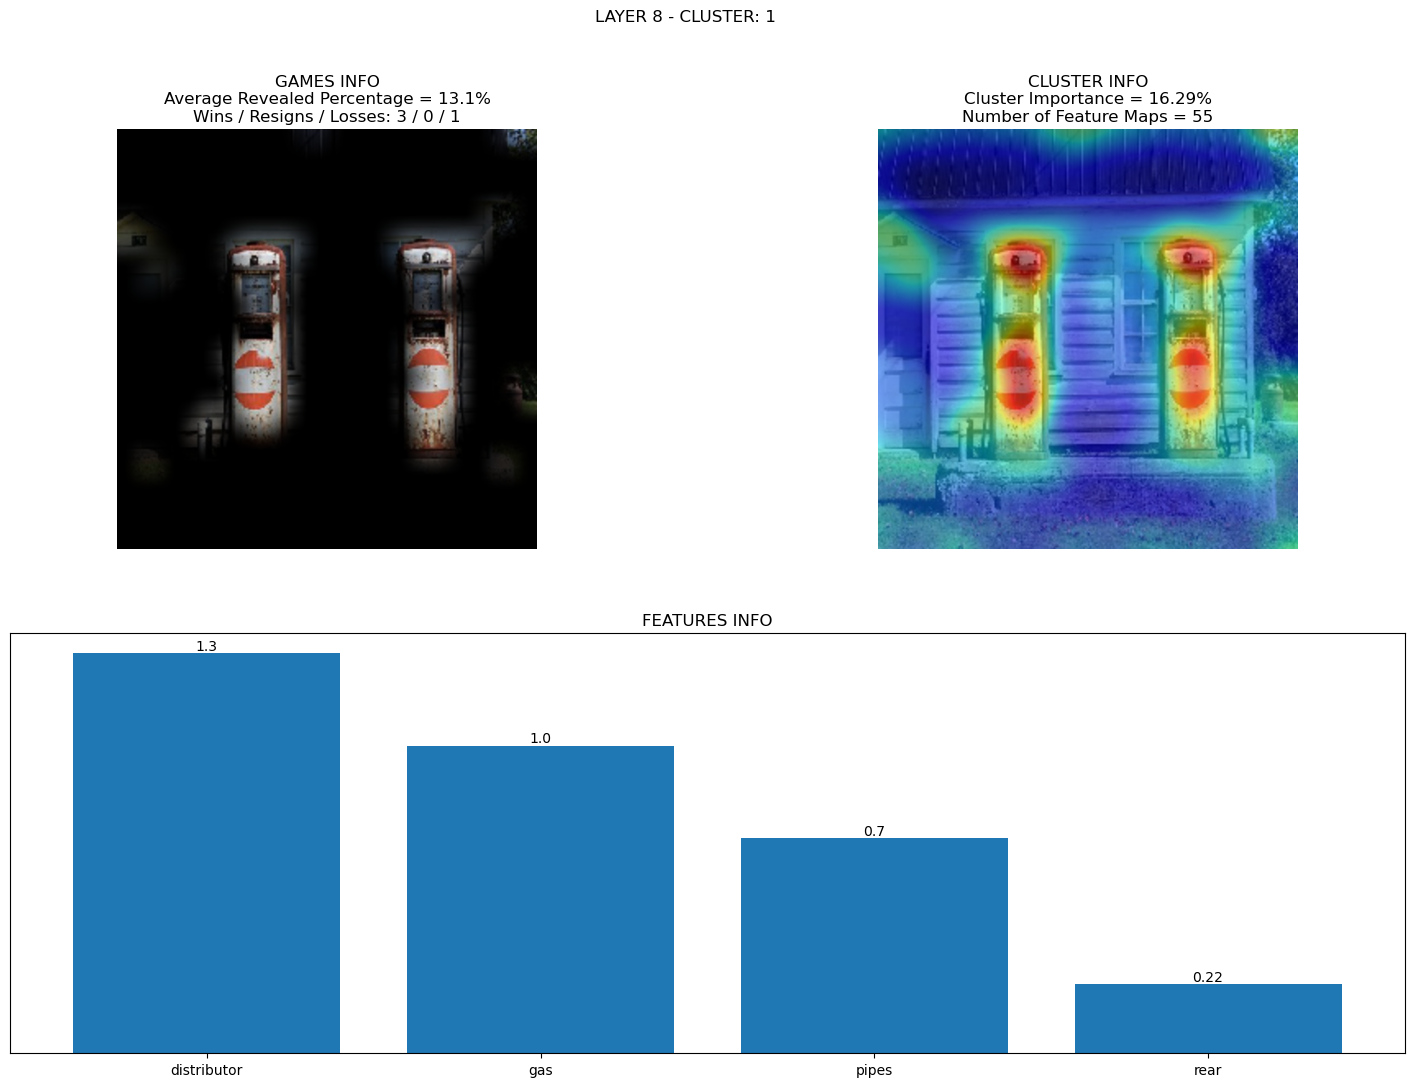 LAYER 8 - CLUSTER: 1
GAMES INFO
Average Revealed Percentage = 13.1%
Wins / Resigns / Losses: 3 / 0 / 1
CLUSTER INFO
Cluster Importance = 16.29%
Number of Feature Maps = 55
FEATURES INFO
1.3
1.0
0.7
0.22
distributor
gas
pipes
rear